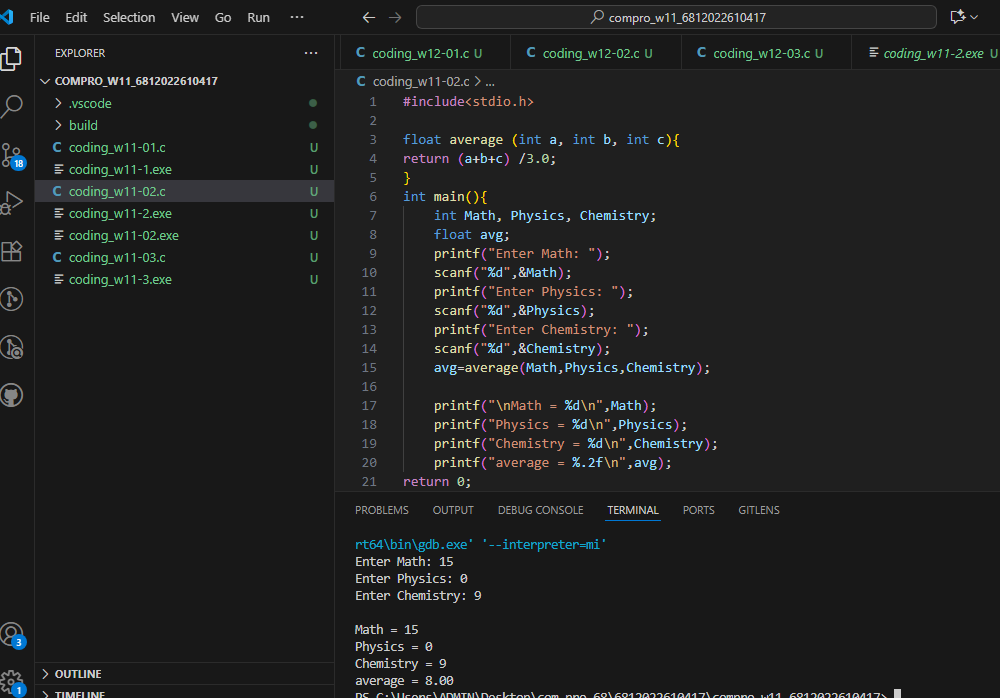 File Edit Selection View Go Run ···
compro_w11_6812022610417
EXPLORER ···
COMPRO_W11_6812022610417
.vscode
build
C coding_w11-01.c U
coding_w11-1.exe U
C coding_w11-02.c U
coding_w11-2.exe U
coding_w11-02.exe U
C coding_w11-03.c U
coding_w11-3.exe U
OUTLINE
TIMELINE
18
3
1
C coding_w12-01.c U
C coding_w12-02.c U
C coding_w12-03.c U
coding_w11-2.exe U
C coding_w11-02.c > ...
1 #include<stdio.h>
2
3 float average (int a, int b, int c){
4 return (a+b+c) /3.0;
5 }
6 int main(){
7 int Math, Physics, Chemistry;
8 float avg;
9 printf("Enter Math: ");
10 scanf("%d",&Math);
11 printf("Enter Physics: ");
12 scanf("%d",&Physics);
13 printf("Enter Chemistry: ");
14 scanf("%d",&Chemistry);
15 avg=average(Math,Physics,Chemistry);
16
17 printf("\nMath = %d\n",Math);
18 printf("Physics = %d\n",Physics);
19 printf("Chemistry = %d\n",Chemistry);
20 printf("average = %.2f\n",avg);
21 return 0;
PROBLEMS OUTPUT DEBUG CONSOLE TERMINAL PORTS GITLENS
rt64\bin\gdb.exe' '--interpreter=mi'
Enter Math: 15
Enter Physics: 0
Enter Chemistry: 9
Math = 15
Physics = 0
Chemistry = 9
average = 8.00
PS C:\Users\ADMIN\Desktop\com pro 68\6812022610417\compro_w11_6812022610417>